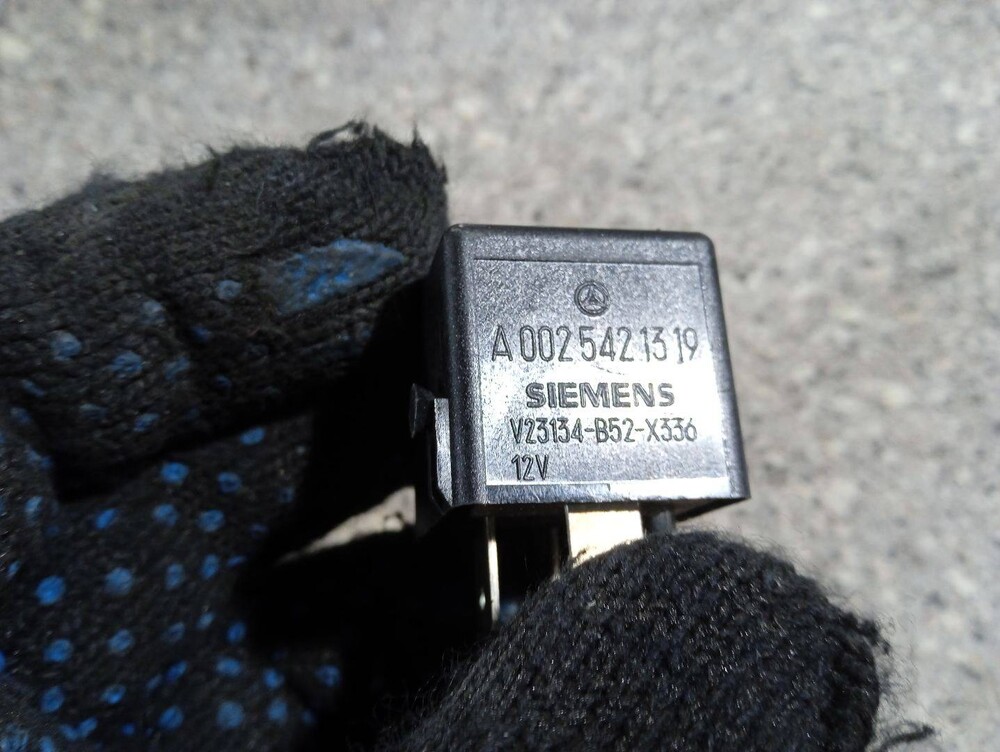 A 002 542 13 19
SIEMENS
V23134-B52-X336
12V